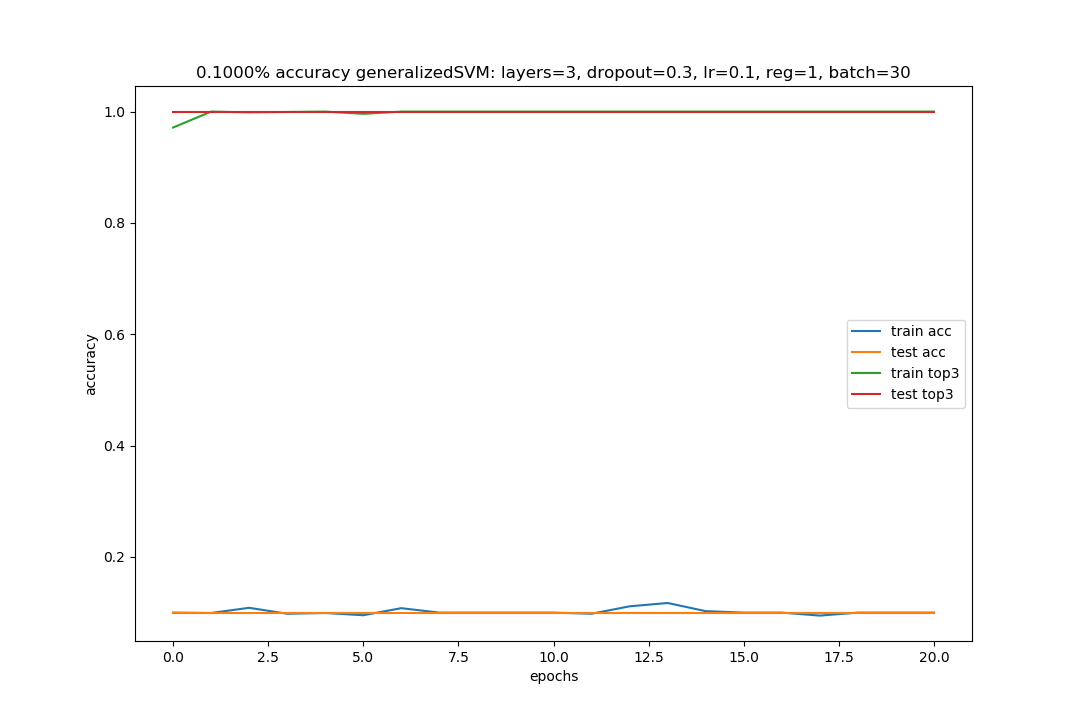 0.1000% accuracy generalizedSVM: layers=3, dropout=0.3, lr=0.1, reg=1, batch=30
1.0
0.8
0.6
0.4
0.2
accuracy
train acc
test acc
train top3
test top3
0.0 2.5 5.0 7.5 10.0 12.5 15.0 17.5 20.0
epochs